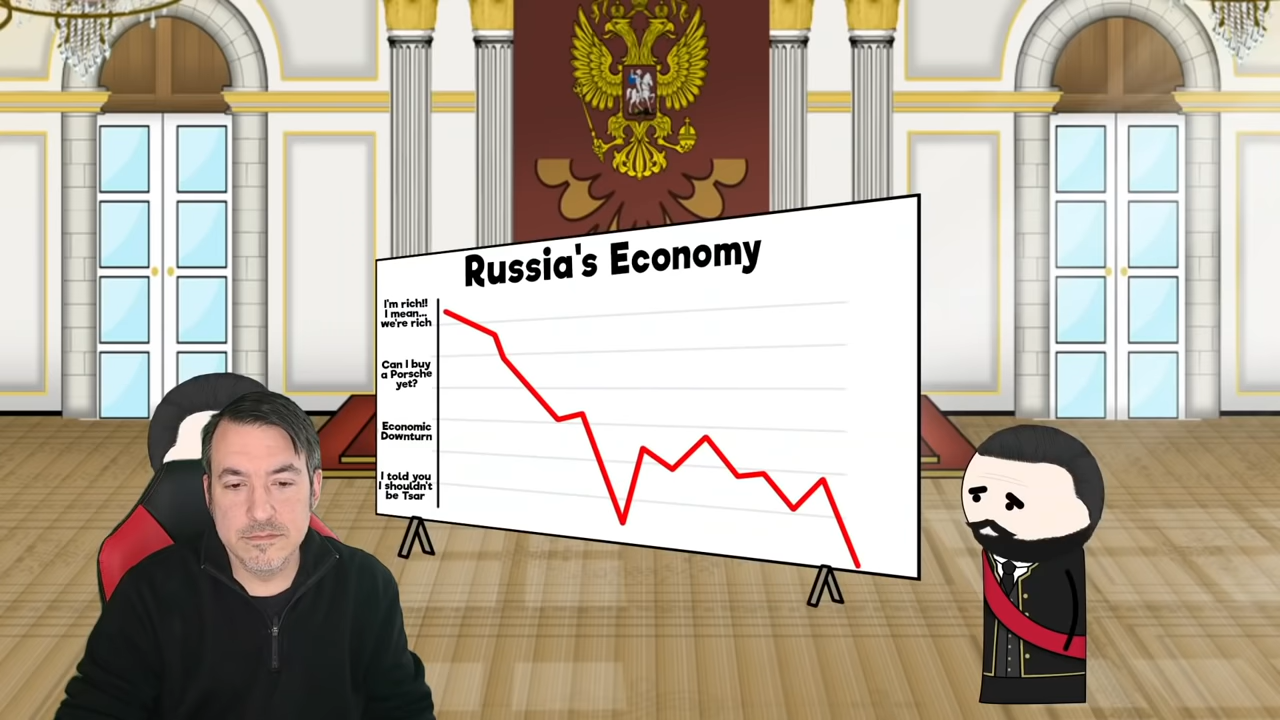 Russia's Economy
I'm rich!!
I mean...
we're rich
Can I buy
a Porsche
yet?
Economic
Downturn
I told you
I shouldn't
be Tsar